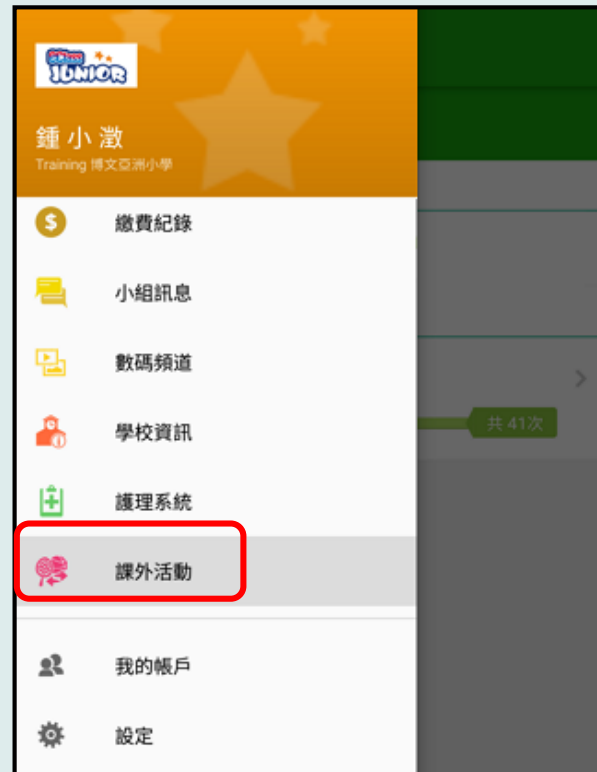 JUNIOR
鍾小澂
Training 博文亞洲小學
繳費紀錄
小組訊息
數碼頻道
學校資訊
護理系統
課外活動
我的帳戶
設定
共 41次